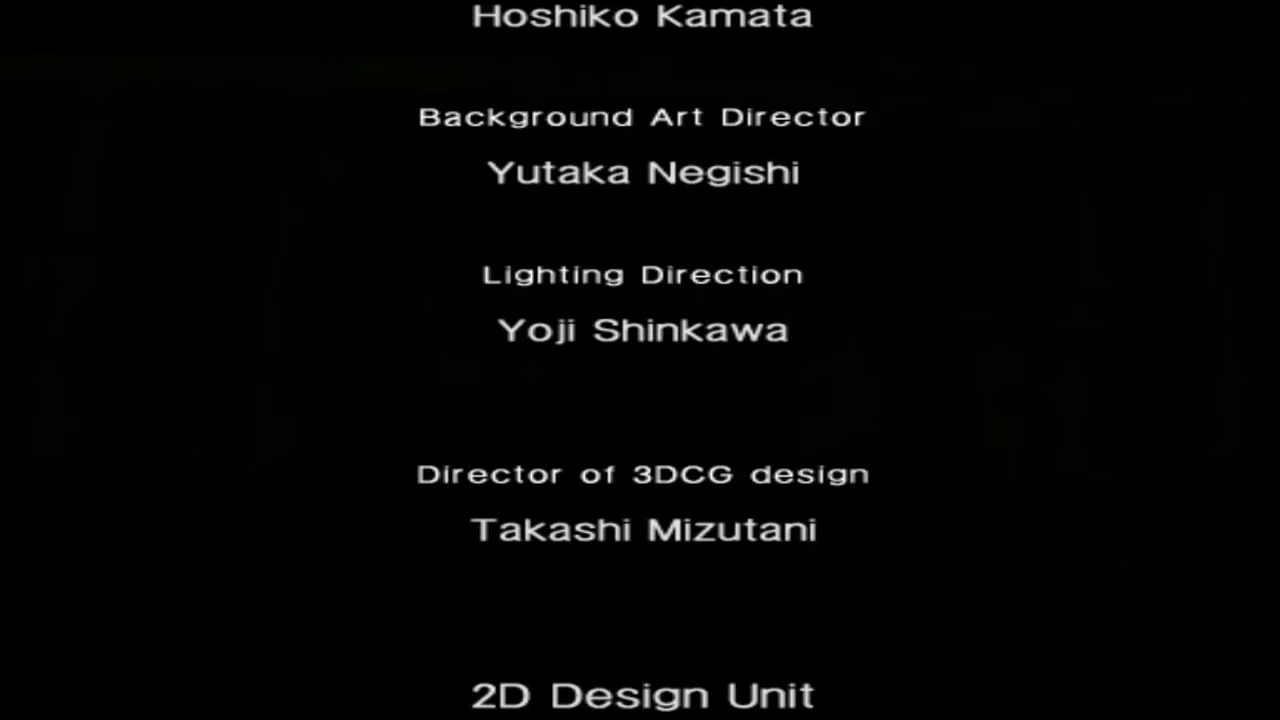 Hoshiko Kamata
Background Art Director
Yutaka Negishi
Lighting Direction
Yoji Shinkawa
Director of 3DCG design
Takashi Mizutani
2D Design Unit